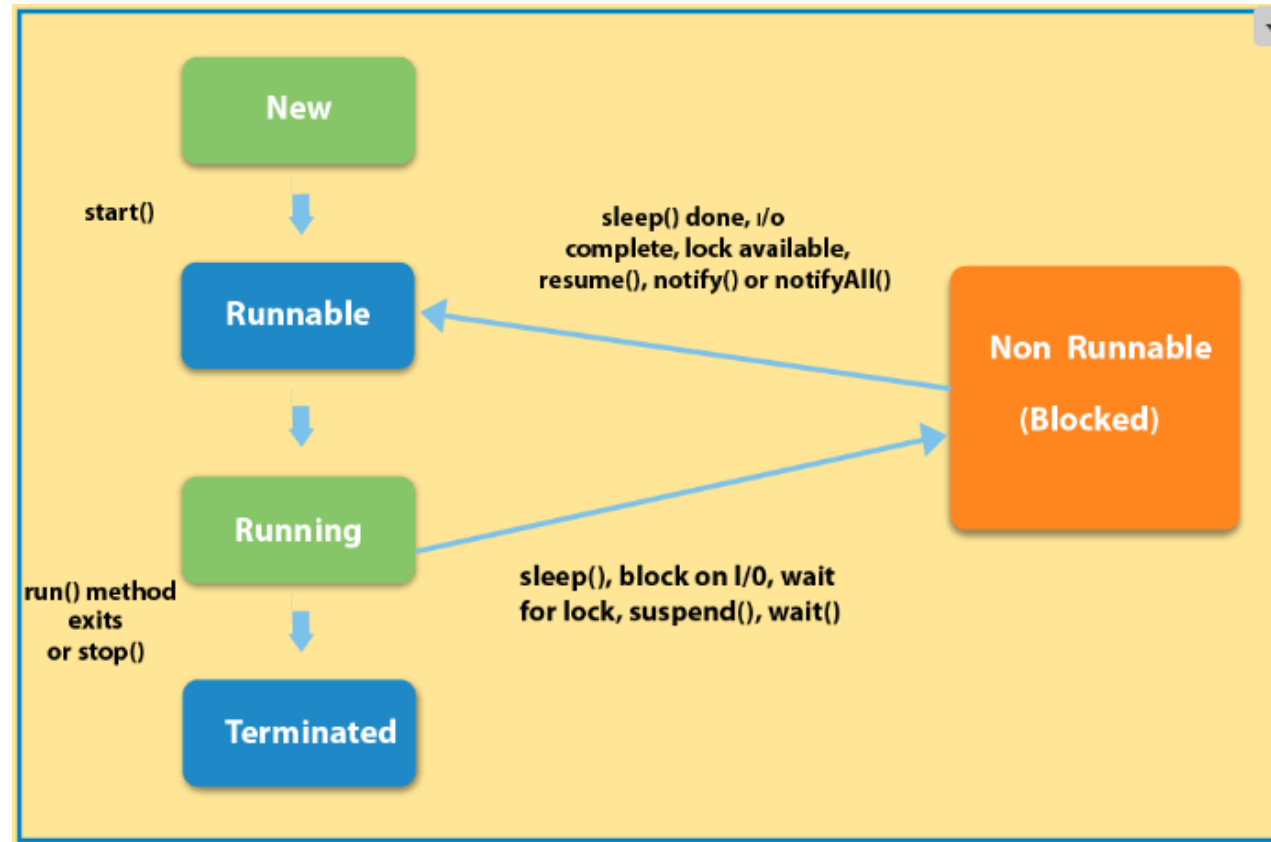 New
start()
sleep() done, ı/o
complete, lock available,
resume(), notify() or notifyAll()
Runnable
Non Runnable
(Blocked)
Running
sleep(), block on l/0, wait
for lock, suspend(), wait()
run() method
exits
or stop()
Terminated